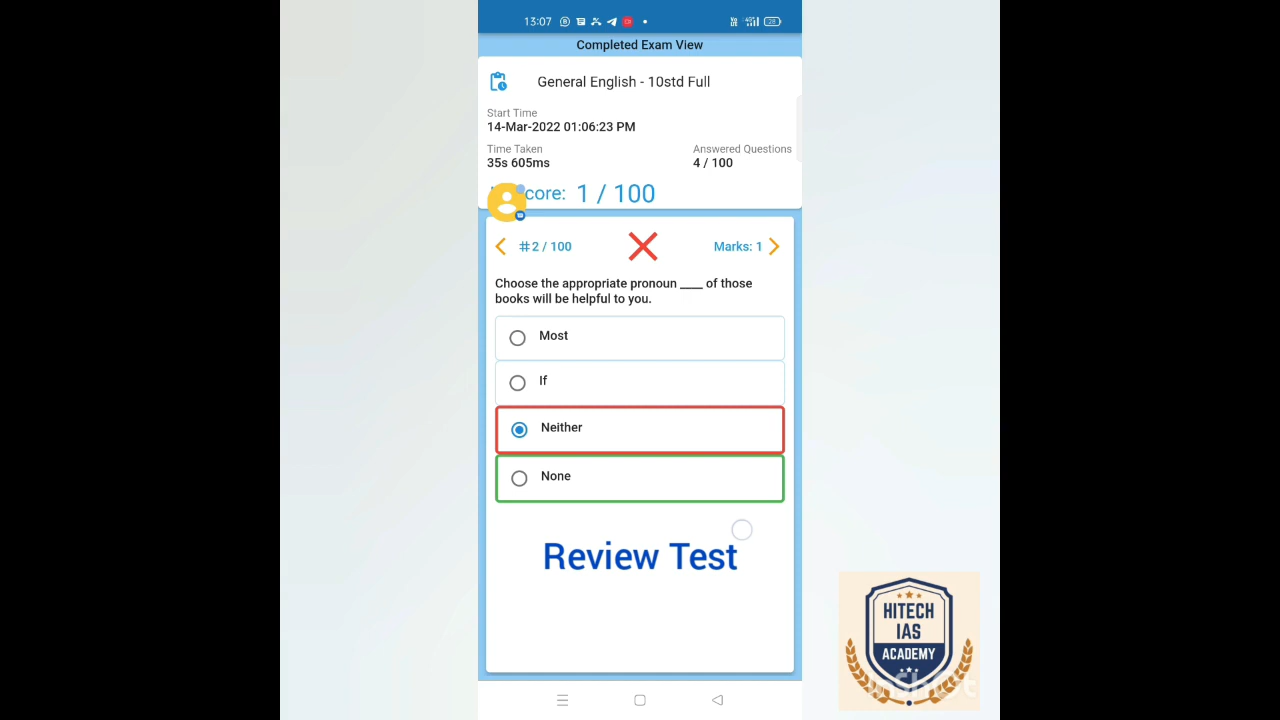 13:07
Completed Exam View
General English - 10std Full
Start Time
14-Mar-2022 01:06:23 PM
Time Taken
Answered Questions
35s 605ms
4 / 100
core: 1 / 100
#2 / 100
Marks: 1
Choose the appropriate pronoun ____ of those
books will be helpful to you.
Most
If
Neither
None
Review Test
HITECH
IAS
ACADEMY
InShot